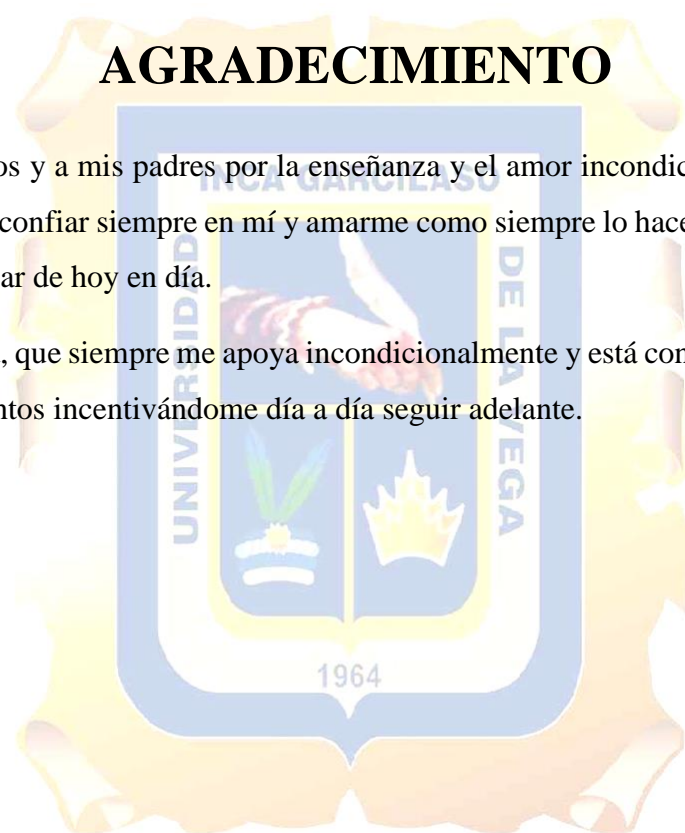 AGRADECIMIENTO
os y a mis padres por la enseñanza y el amor incondic
confiar siempre en mí y amarme como siempre lo hace
ar de hoy en día.
, que siempre me apoya incondicionalmente y está con
ntos incentivándome día a día seguir adelante.
UNIVERSIDAD
INCA GARCILASO
DE LA VEGA
1964